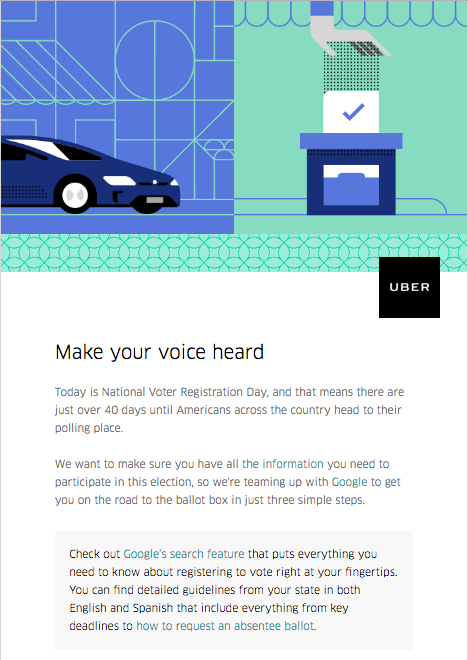 UBER
Make your voice heard
Today is National Voter Registration Day, and that means there are
just over 40 days until Americans across the country head to their
polling place.
We want to make sure you have all the information you need to
participate in this election, so we're teaming up with Google to get
you on the road to the ballot box in just three simple steps.
Check out Google's search feature that puts everything you
need to know about registering to vote right at your fingertips.
You can find detailed guidelines from your state in both
English and Spanish that include everything from key
deadlines to how to request an absentee ballot.